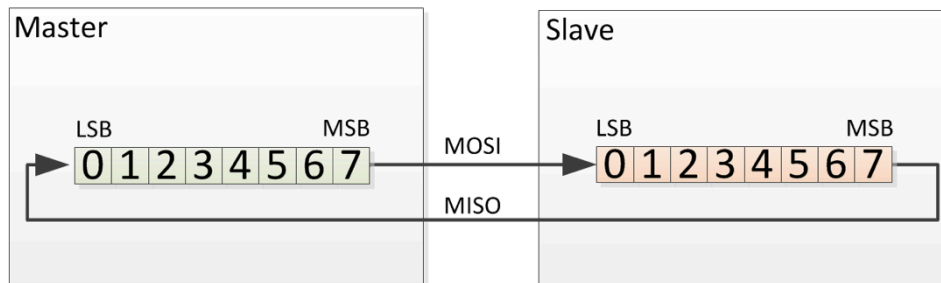 Master
Slave
LSB MSB
MOSI
LSB MSB
0 1 2 3 4 5 6 7
0 1 2 3 4 5 6 7
MISO